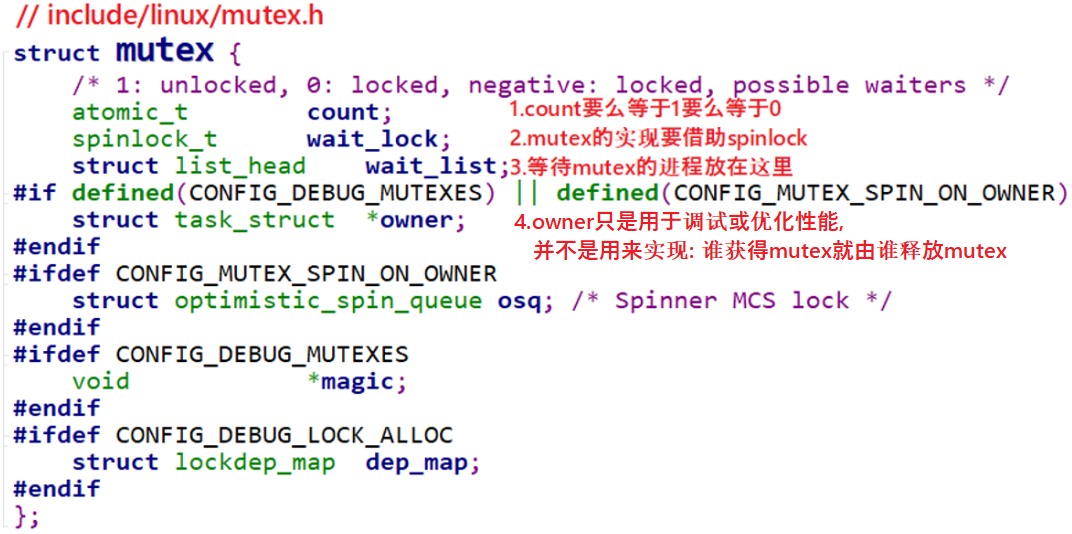 // include/linux/mutex.h
struct mutex {
/* 1: unlocked, 0: locked, negative: locked, possible waiters */
atomic_t count; 1.count要么等于1要么等于0
spinlock_t wait_lock; 2.mutex的实现要借助spinlock
struct list_head wait_list; 3.等待mutex的进程放在这里
#if defined(CONFIG_DEBUG_MUTEXES) || defined(CONFIG_MUTEX_SPIN_ON_OWNER)
struct task_struct *owner; 4.owner只是用于调试或优化性能,
#endif 并不是用来实现: 谁获得mutex就由谁释放mutex
#ifdef CONFIG_MUTEX_SPIN_ON_OWNER
struct optimistic_spin_queue osq; /* Spinner MCS lock */
#endif
#ifdef CONFIG_DEBUG_MUTEXES
void *magic;
#endif
#ifdef CONFIG_DEBUG_LOCK_ALLOC
struct lockdep_map dep_map;
#endif
};